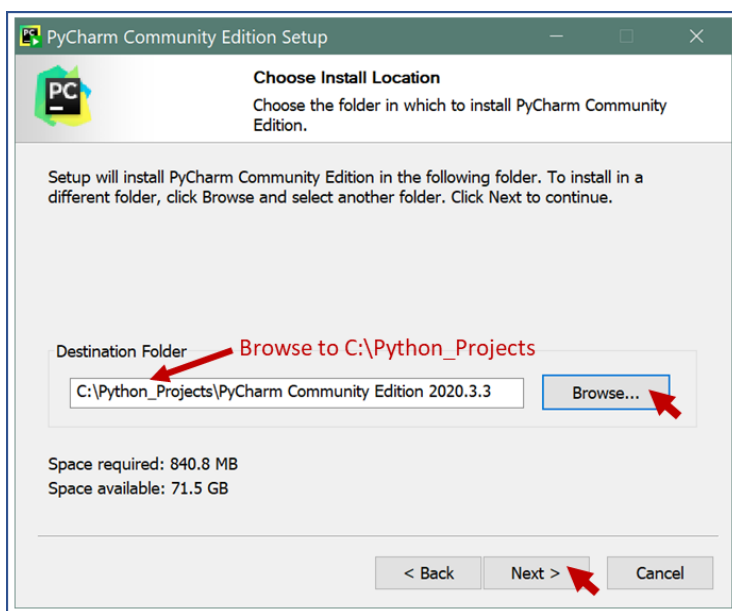 PyCharm Community Edition Setup
PC
Choose Install Location
Choose the folder in which to install PyCharm Community
Edition.
Setup will install PyCharm Community Edition in the following folder. To install in a
different folder, click Browse and select another folder. Click Next to continue.
Destination Folder
Browse to C:\Python_Projects
C:\Python_Projects\PyCharm Community Edition 2020.3.3
Browse...
Space required: 840.8 MB
Space available: 71.5 GB
< Back
Next >
Cancel